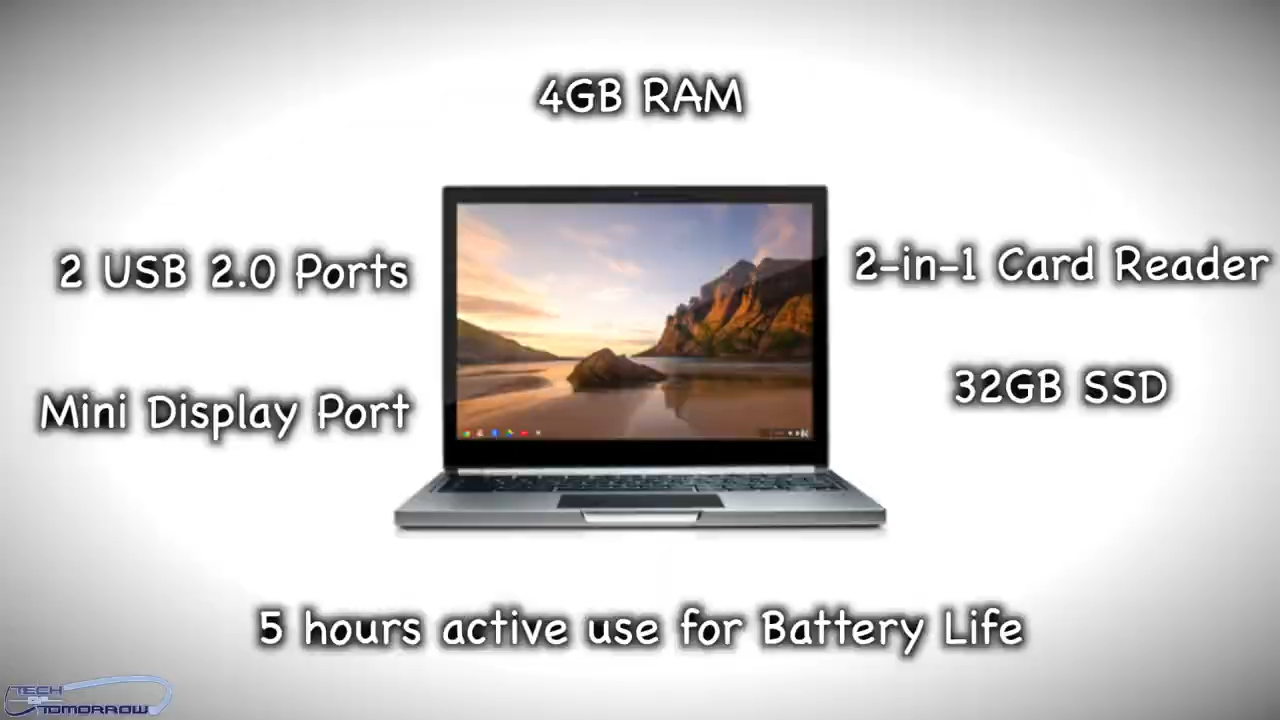 4GB RAM
2 USB 2.0 Ports
2-in-1 Card Reader
Mini Display Port
32GB SSD
5 hours active use for Battery Life
TECH
OF
TOMORROW